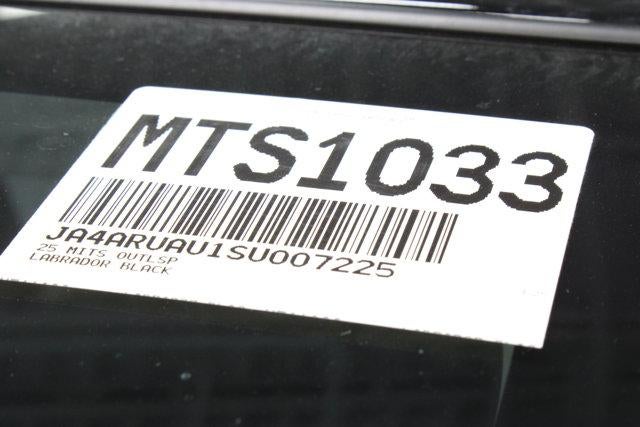 MTS1033
JA4ARUAU1SU007225
25 MITS OUTLSP
LABRADOR BLACK